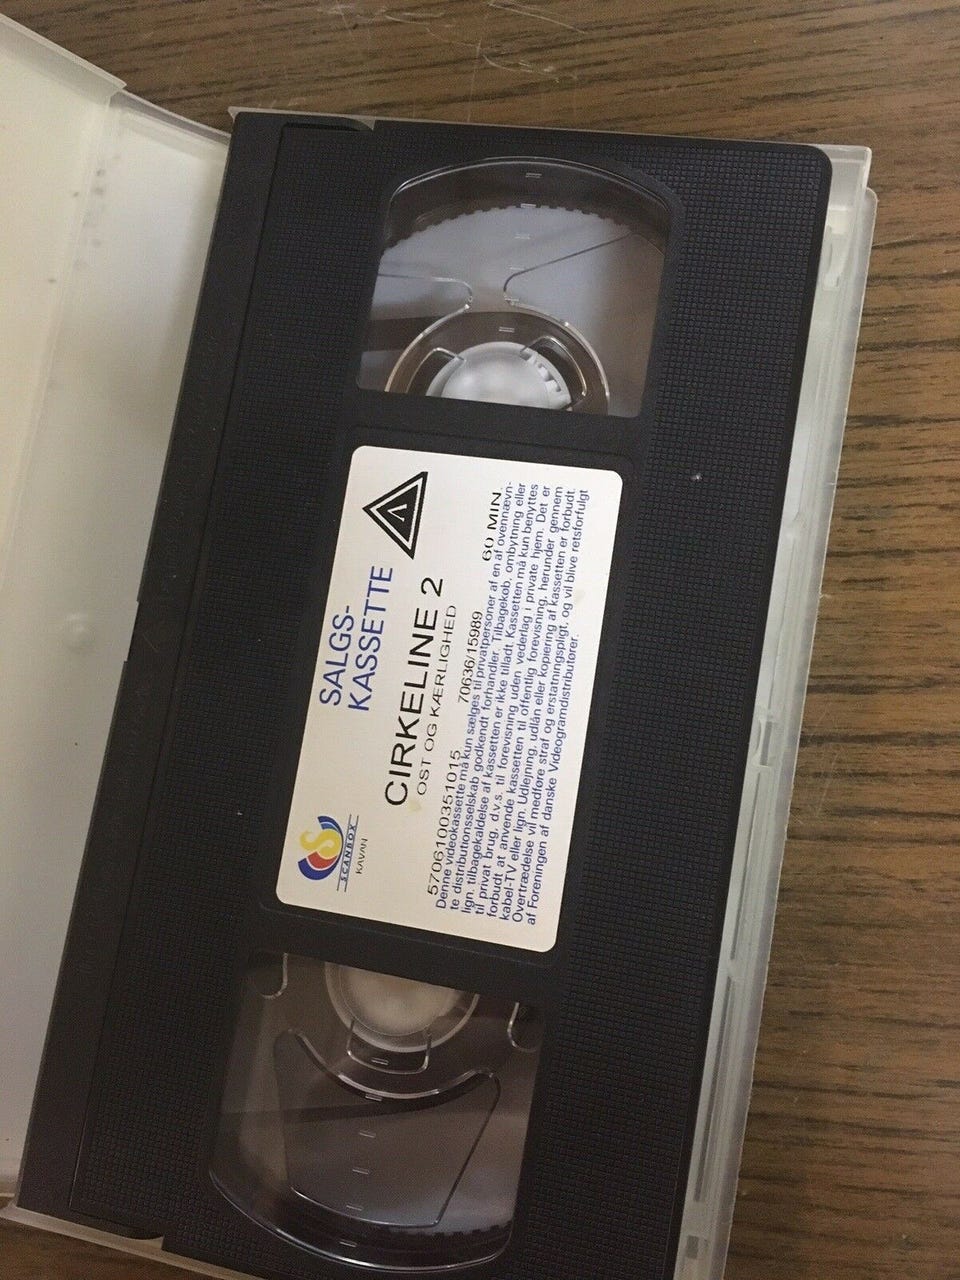 SALGS-
KASSETTE
V
SCANBOX
KAVAN
CIRKELINE 2
OST OG KÆRLIGHED
5706100351015 70636/15989 60 MIN.
Denne videokassette må kun sælges til privatpersoner af en af ovennævn-
te distributionsselskab godkendt forhandler. Tilbagekøb, ombytning eller
lign. tilbagekaldelse af kassetten er ikke tilladt. Kassetten må kun benyttes
til privat brug, d.v.s. til forevisning uden vederlag i private hjem. Det er
forbudt at anvende kassetten til offentlig forevisning, herunder gennem
kabel-TV eller lign. Udlejning, udlån eller kopiering af kassetten er forbudt.
Overtrædelse vil medføre straf og erstatningspligt, og vil blive retsforfulgt
af Foreningen af danske Videogramdistributører.